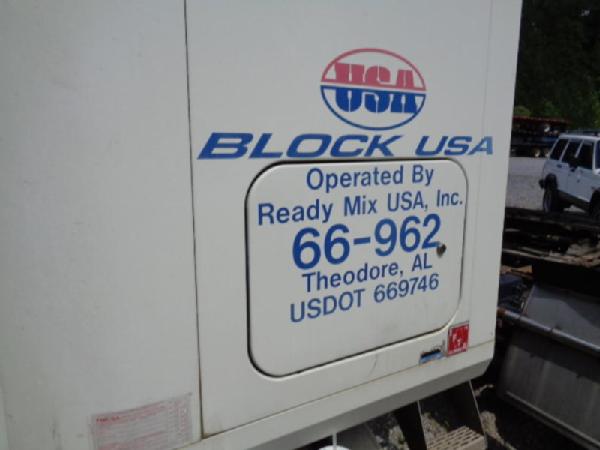 USA
BLOCK USA
Operated By
Ready Mix USA, Inc.
66-962
Theodore, AL
USDOT 669746